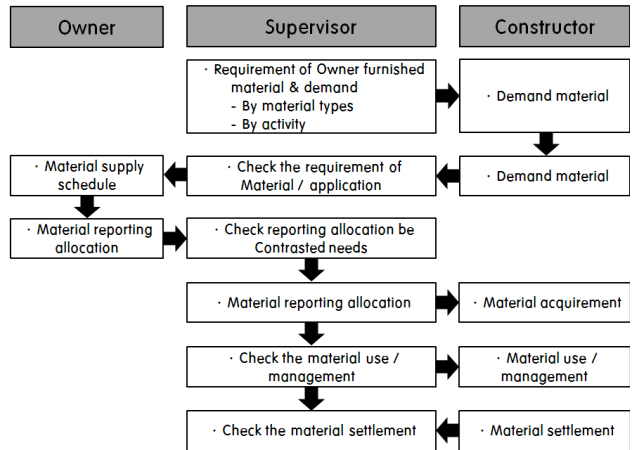 Owner
Supervisor
Constructor
· Requirement of Owner furnished
material & demand
- By material types
- By activity
· Demand material
· Material supply
schedule
· Check the requirement of
Material / application
· Demand material
· Material reporting
allocation
· Check reporting allocation be
Contrasted needs
· Material reporting allocation
· Material acquirement
· Check the material use /
management
· Material use /
management
· Check the material settlement
· Material settlement